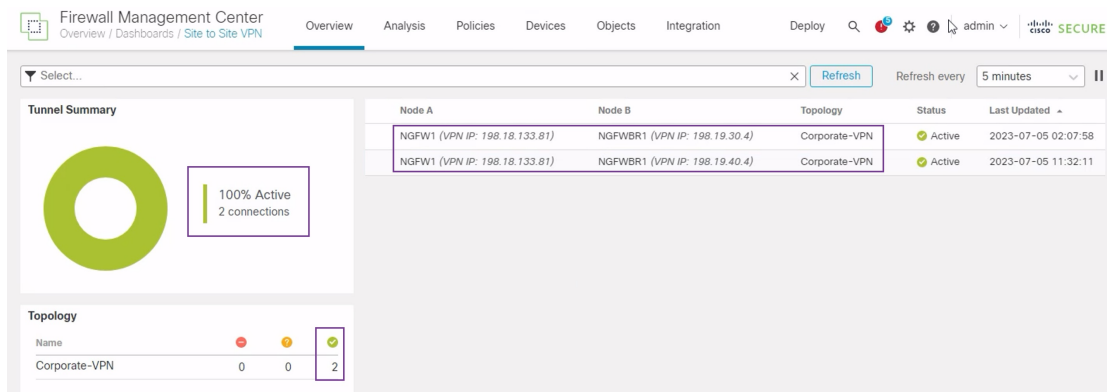 Firewall Management Center
Overview / Dashboards / Site to Site VPN
Overview Analysis Policies Devices Objects Integration Deploy 5 admin CISCO SECURE
Select... Refresh Refresh every 5 minutes
Tunnel Summary
100% Active
2 connections
Node A Node B Topology Status Last Updated
NGFW1 (VPN IP: 198.18.133.81) NGFWBR1 (VPN IP: 198.19.30.4) Corporate-VPN Active 2023-07-05 02:07:58
NGFW1 (VPN IP: 198.18.133.81) NGFWBR1 (VPN IP: 198.19.40.4) Corporate-VPN Active 2023-07-05 11:32:11
Topology
Name
Corporate-VPN 0 0 2